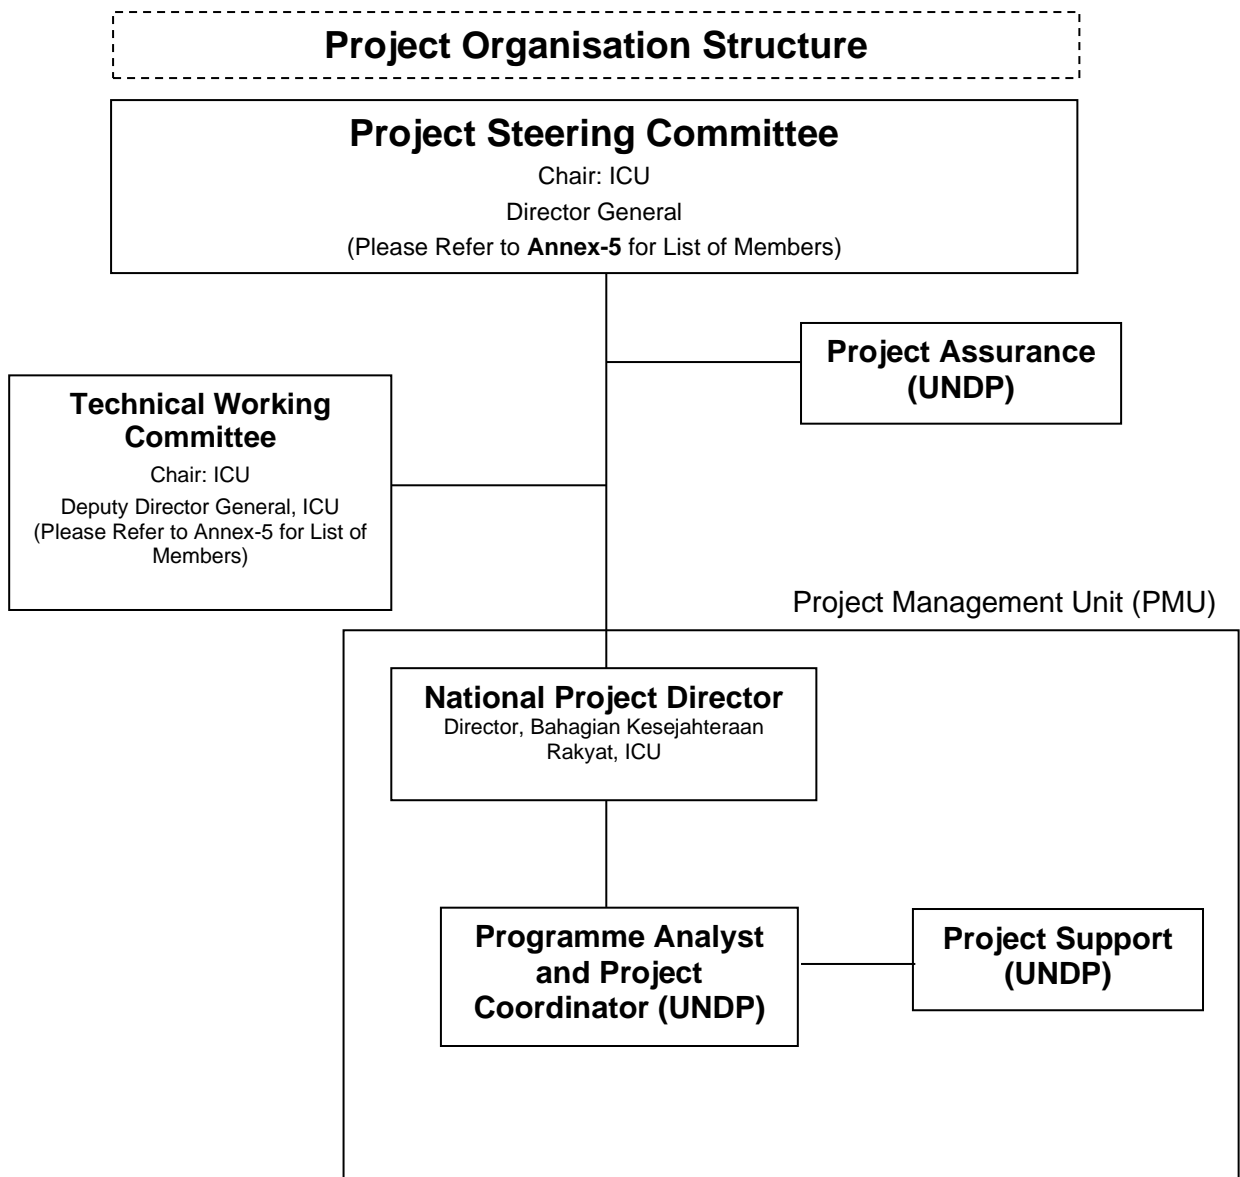 Project Organisation Structure
Project Steering Committee
Chair: ICU
Director General
(Please Refer to Annex-5 for List of Members)
Project Assurance
(UNDP)
Technical Working
Committee
Chair: ICU
Deputy Director General, ICU
(Please Refer to Annex-5 for List of
Members)
Project Management Unit (PMU)
National Project Director
Director, Bahagian Kesejahteraan
Rakyat, ICU
Programme Analyst
and Project
Coordinator (UNDP)
Project Support
(UNDP)